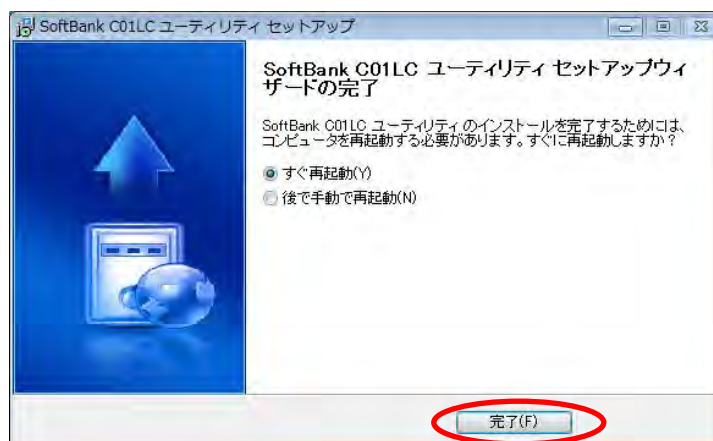 SoftBank C01LC ユーティリティ セットアップ
SoftBank C01LC ユーティリティ セットアップウィ
ザードの完了
SoftBank C01LC ユーティリティ のインストールを完了するためには、
コンピュータを再起動する必要があります。すぐに再起動しますか？
すぐ再起動(Y)
後で手動で再起動(N)
完了(F)